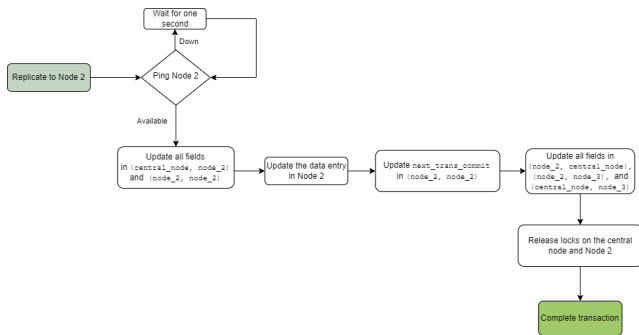 Wait for one
second
Down
Replicate to Node 2
Ping Node 2
Available
Update all fields
in (central_node, node_2)
and (node_2, node_2)
Update the data entry
in Node 2
Update next_trans_commit
in (node_2, node_2)
Update all fields in
(node_2, central_node),
(node_2, node_3), and
(central_node, node_3)
Release locks on the central
node and Node 2
Complete transaction